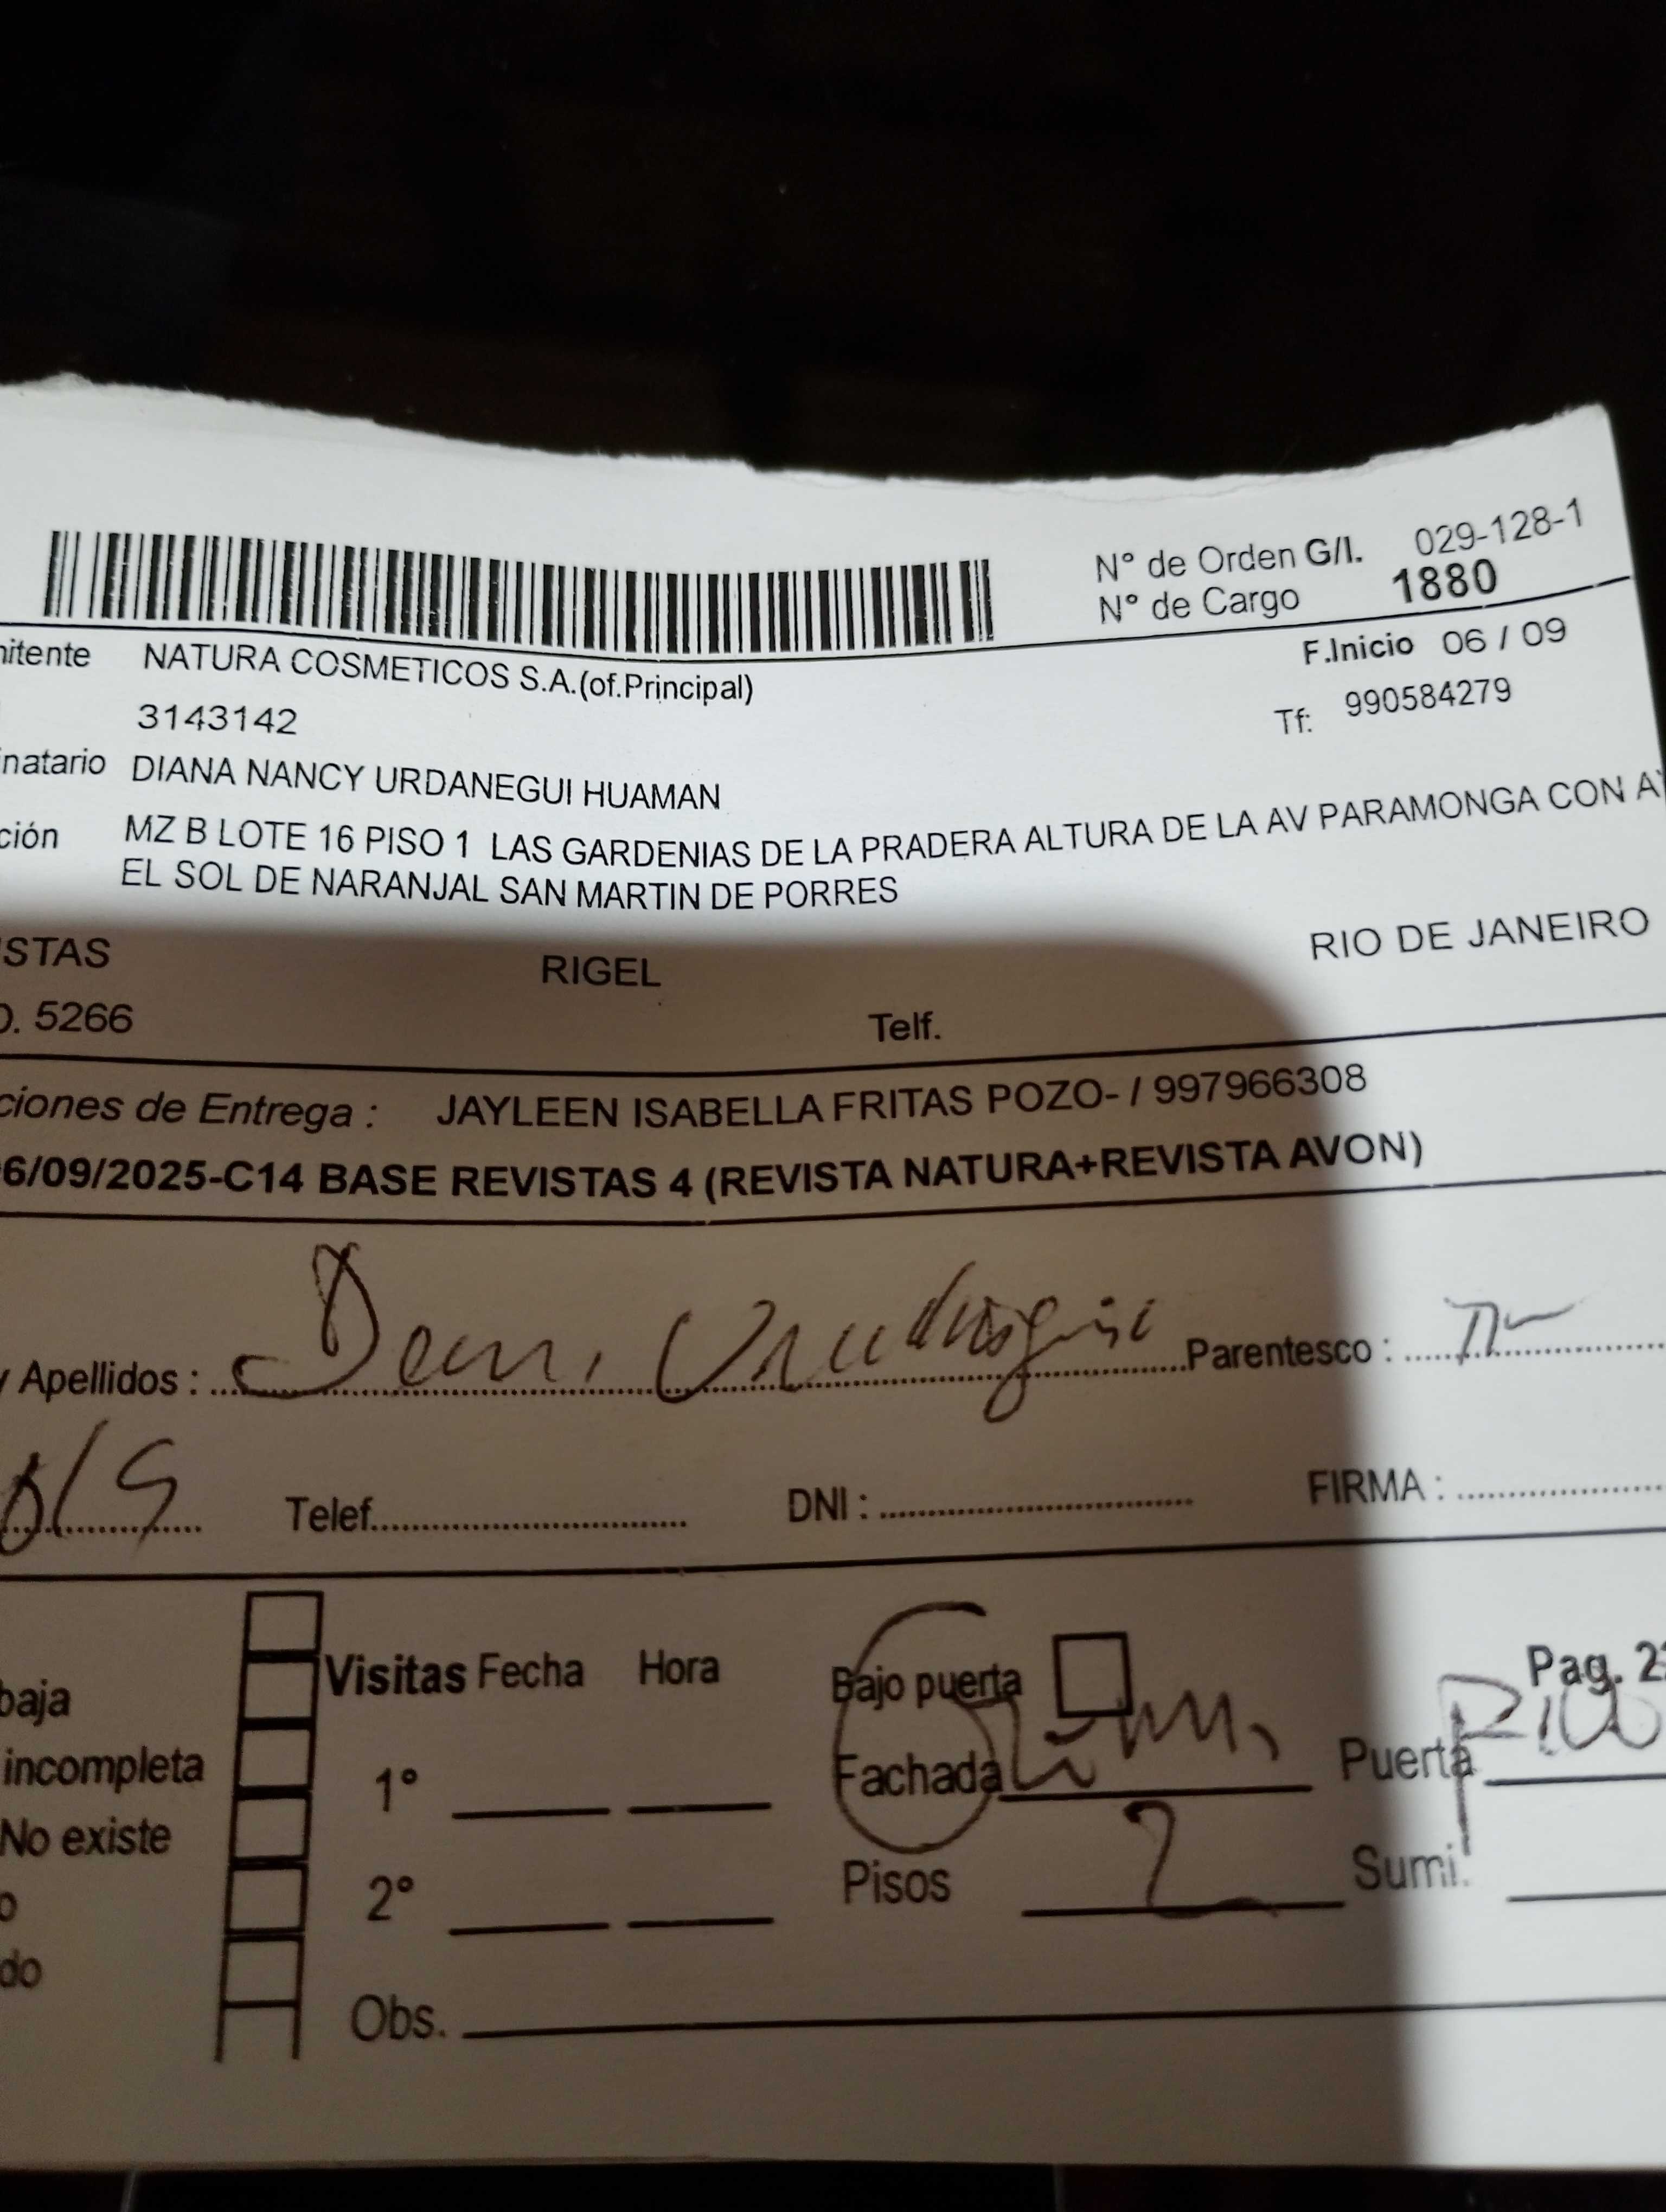 N° de Orden G/I. 029-128-1
N° de Cargo 1880
F.Inicio 06 / 09
nitente NATURA COSMETICOS S.A.(of.Principal)
3143142
Tf: 990584279
natario DIANA NANCY URDANEGUI HUAMAN
ción MZ B LOTE 16 PISO 1 LAS GARDENIAS DE LA PRADERA ALTURA DE LA AV PARAMONGA CON AV
EL SOL DE NARANJAL SAN MARTIN DE PORRES
STAS RIGEL RIO DE JANEIRO
O. 5266 Telf.
ciones de Entrega : JAYLEEN ISABELLA FRITAS POZO- / 997966308
6/09/2025-C14 BASE REVISTAS 4 (REVISTA NATURA+REVISTA AVON)
y Apellidos : Parentesco :
Telef. DNI : FIRMA :
Visitas Fecha Hora Bajo puerta Pag. 2
baja
incompleta 1° Fachada Puerta
No existe
o 2° Pisos 2 Sumi.
do
Obs.